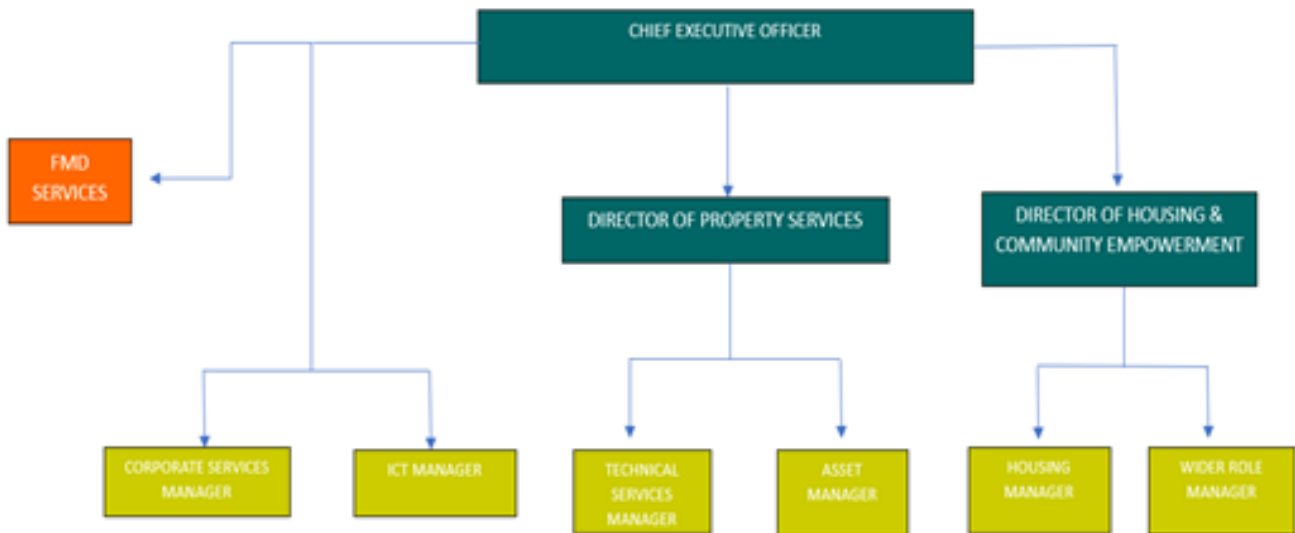 CHIEF EXECUTIVE OFFICER
FMD
SERVICES
DIRECTOR OF PROPERTY SERVICES
DIRECTOR OF HOUSING &
COMMUNITY EMPOWERMENT
CORPORATE SERVICES
MANAGER
ICT MANAGER
TECHNICAL
SERVICES
MANAGER
ASSET
MANAGER
HOUSING
MANAGER
WIDER ROLE
MANAGER